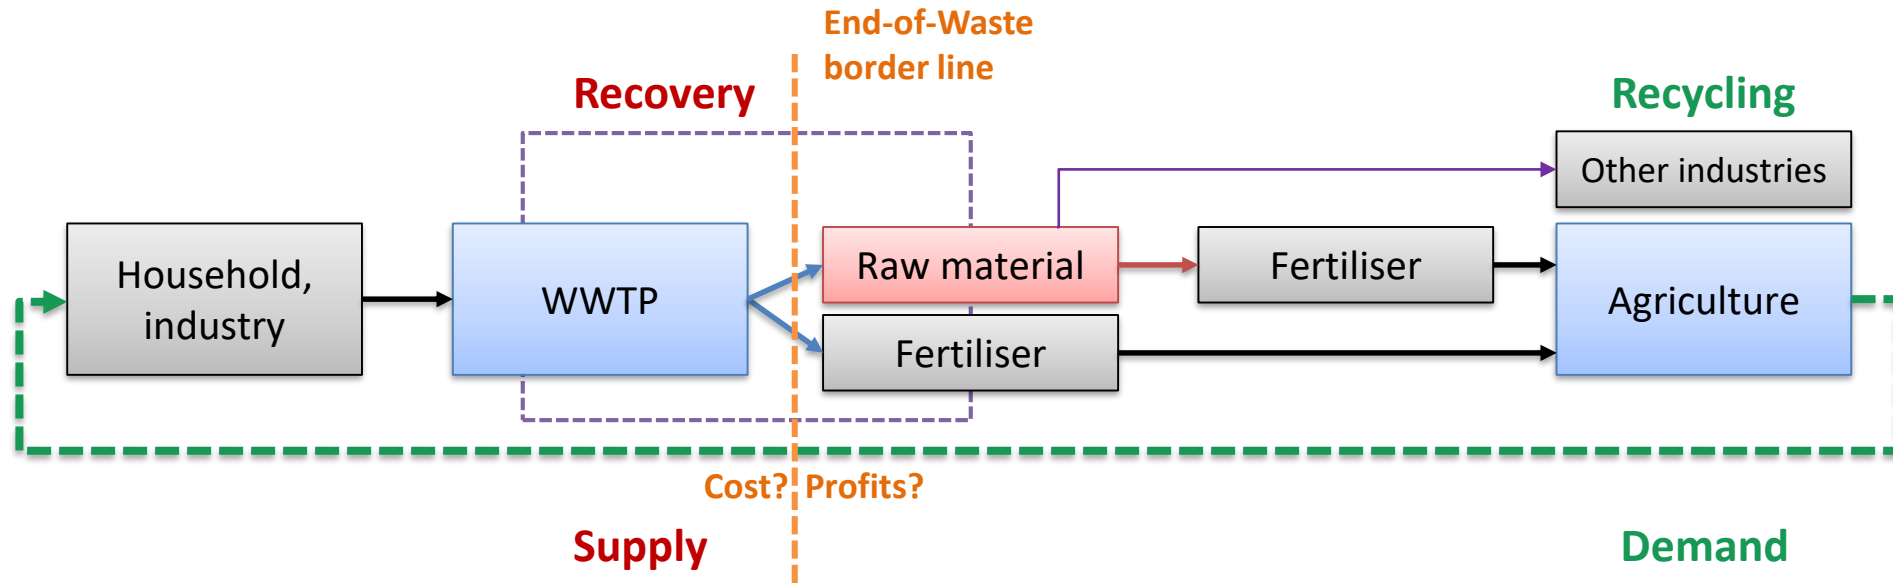 End-of-Waste
border line
Recovery
Recycling
Other industries
Household,
industry
WWTP
Raw material
Fertiliser
Fertiliser
Agriculture
Cost?
Profits?
Supply
Demand